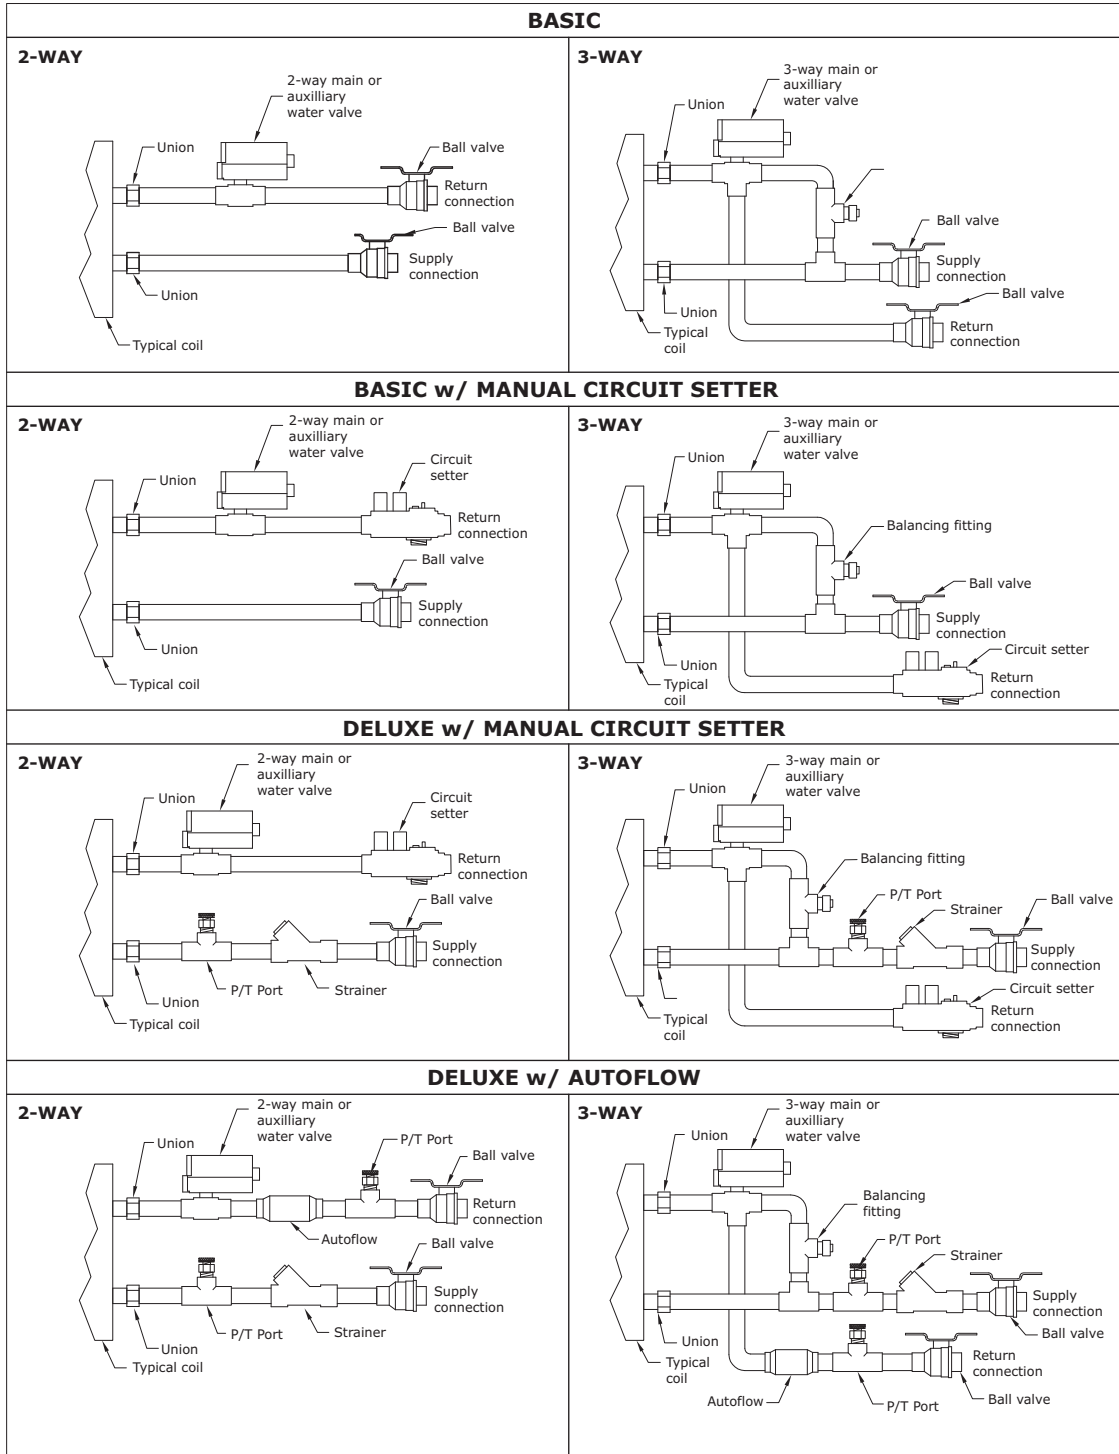 BASIC
2-WAY
2-way main or
auxilliary
water valve
Union
Ball valve
Return
connection
Ball valve
Supply
connection
Union
Typical coil
3-WAY
3-way main or
auxilliary
water valve
Union
Ball valve
Supply
connection
Ball valve
Union
Return
connection
Typical
coil
BASIC w/ MANUAL CIRCUIT SETTER
2-WAY
2-way main or
auxilliary
water valve
Circuit
setter
Union
Return
connection
Ball valve
Supply
connection
Union
Typical coil
3-WAY
3-way main or
auxilliary
water valve
Union
Balancing fitting
Ball valve
Supply
connection
Circuit setter
Union
Return
connection
Typical
coil
DELUXE w/ MANUAL CIRCUIT SETTER
2-WAY
2-way main or
auxilliary
water valve
Union
Circuit
setter
Return
connection
Ball valve
Supply
connection
P/T Port
Strainer
Union
Typical coil
3-WAY
3-way main or
auxilliary
water valve
Union
Balancing fitting
P/T Port
Strainer
Ball valve
Supply
connection
Circuit setter
Return
connection
Typical
coil
DELUXE w/ AUTOFLOW
2-WAY
2-way main or
auxilliary
water valve
Union
P/T Port
Ball valve
Return
connection
Autoflow
Ball valve
Supply
connection
P/T Port
Strainer
Union
Typical coil
3-WAY
3-way main or
auxilliary
water valve
Union
Balancing
fitting
P/T Port
Strainer
Supply
connection
Ball valve
Union
Return
connection
Typical
coil
Autoflow
P/T Port
Ball valve